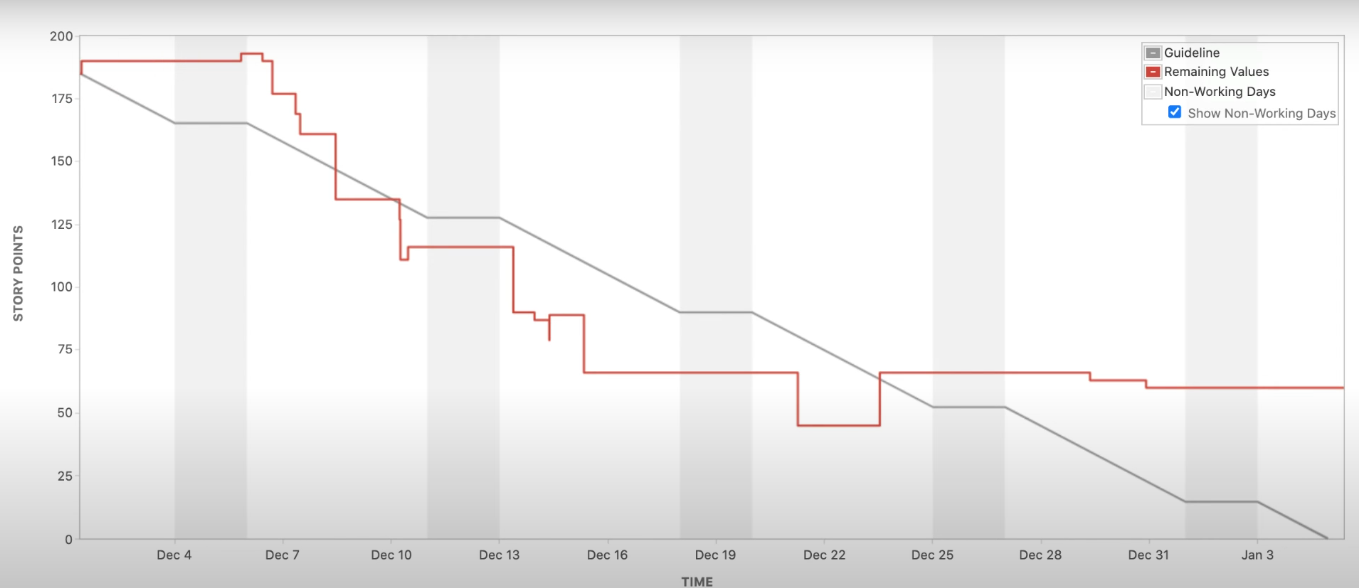 200
175
150
125
100
75
50
25
0
STORY POINTS
Guideline
Remaining Values
Non-Working Days
Show Non-Working Days
Dec 4 Dec 7 Dec 10 Dec 13 Dec 16 Dec 19 Dec 22 Dec 25 Dec 28 Dec 31 Jan 3
TIME